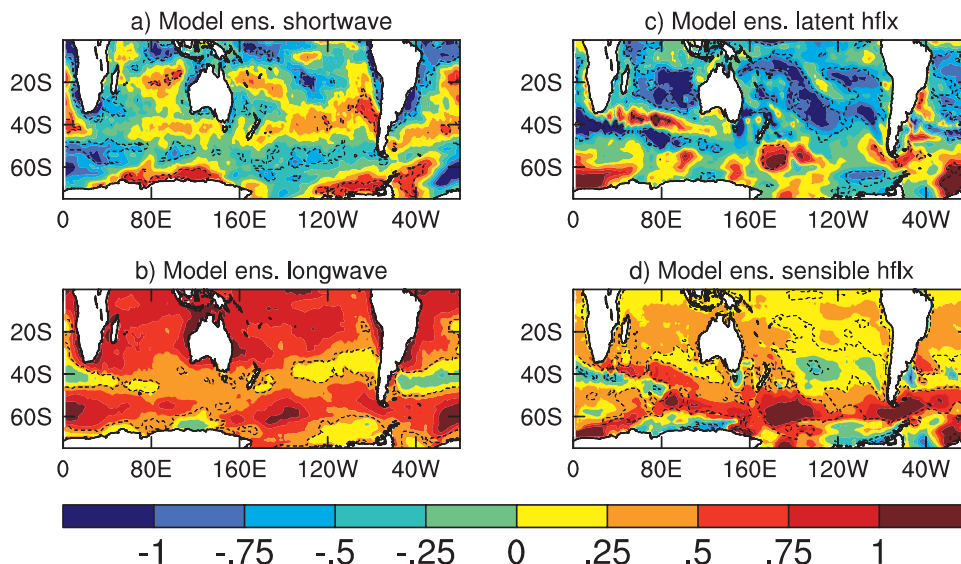 a) Model ens. shortwave
c) Model ens. latent hflx
20S
40S
60S
20S
40S
60S
0 80E 160E 120W 40W
0 80E 160E 120W 40W
b) Model ens. longwave
d) Model ens. sensible hflx
20S
40S
60S
20S
40S
60S
0 80E 160E 120W 40W
0 80E 160E 120W 40W
-1 -.75 -.5 -.25 0 .25 .5 .75 1